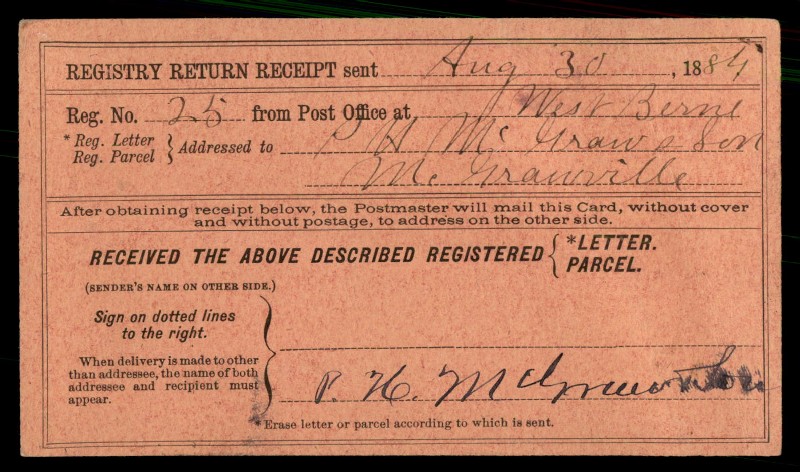 REGISTRY RETURN RECEIPT sent Aug 30, 1884
Reg. No. 25 from Post Office at West Berne
* Reg. Letter
Reg. Parcel } Addressed to P H McGraw & Son
McGrawville
After obtaining receipt below, the Postmaster will mail this Card, without cover
and without postage, to address on the other side.
RECEIVED THE ABOVE DESCRIBED REGISTERED { *LETTER.
PARCEL.
(SENDER'S NAME ON OTHER SIDE.)
Sign on dotted lines
to the right.
When delivery is made to other
than addressee, the name of both
addressee and recipient must
appear.
P. H. McGraw & Son
*Erase letter or parcel according to which is sent.